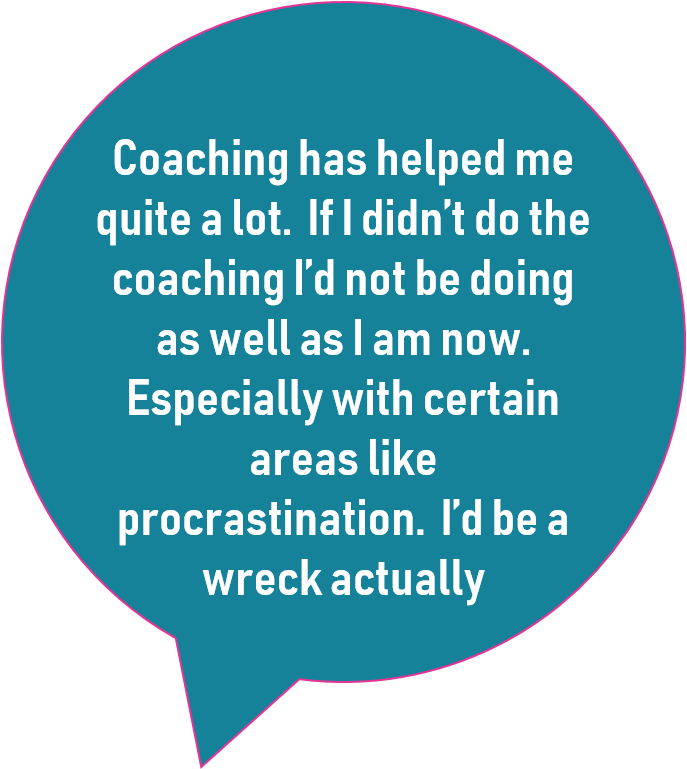 Coaching has helped me
quite a lot.  If I didn’t do the
coaching I’d not be doing
as well as I am now.
Especially with certain
areas like
procrastination.  I’d be a
wreck actually